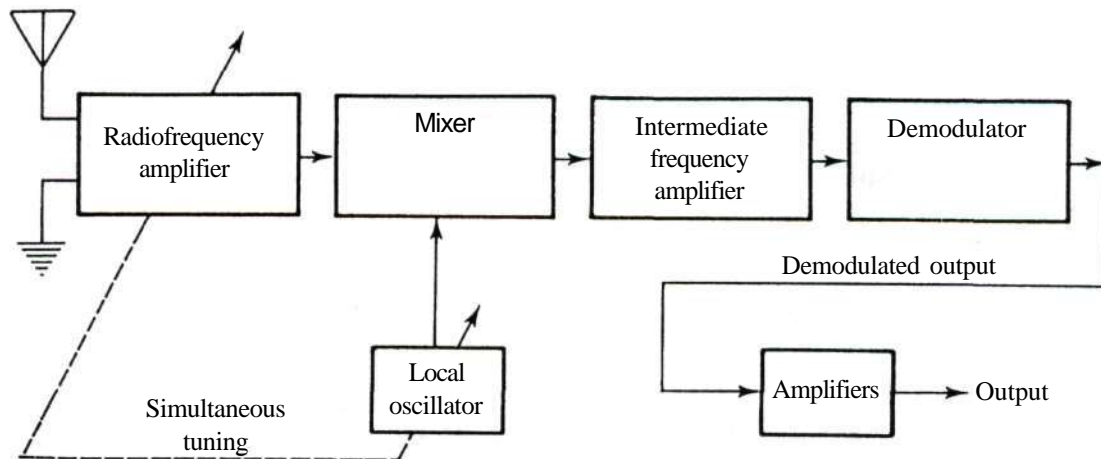 Radiofrequency
amplifier
Mixer
Intermediate
frequency
amplifier
Demodulator
Demodulated output
Local
oscillator
Simultaneous
tuning
Amplifiers
Output